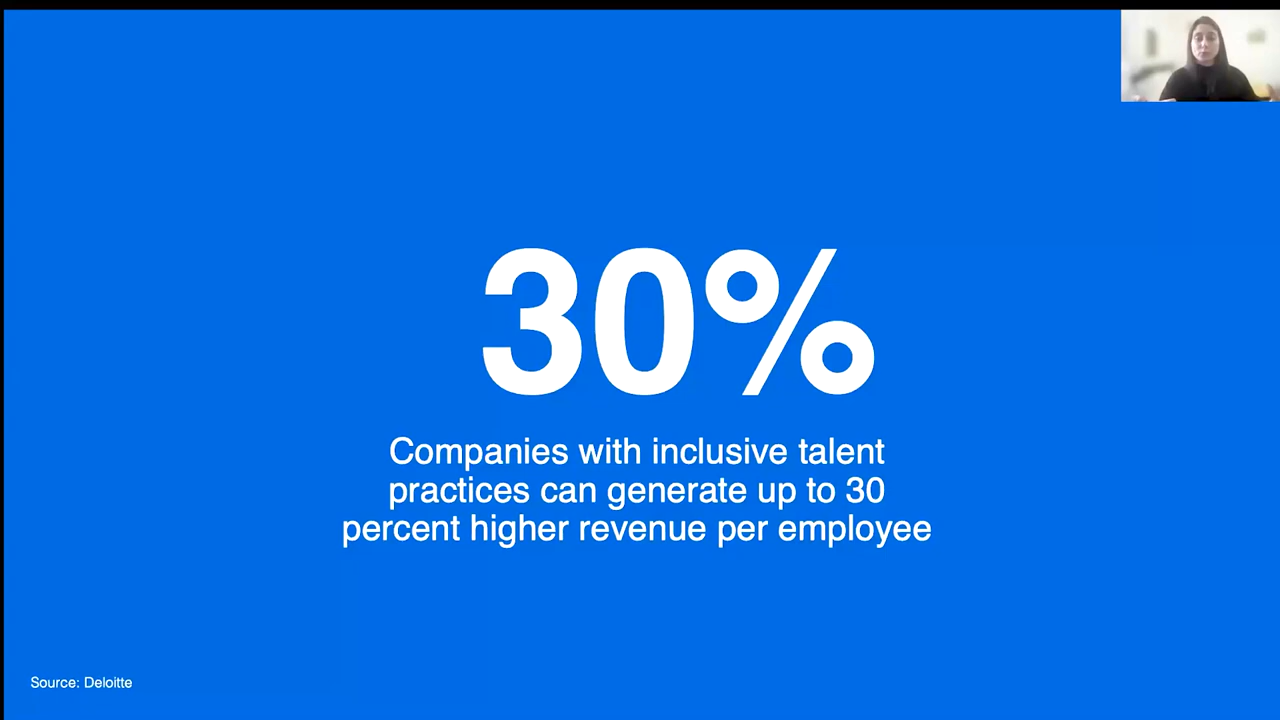 30%
Companies with inclusive talent
practices can generate up to 30
percent higher revenue per employee
Source: Deloitte